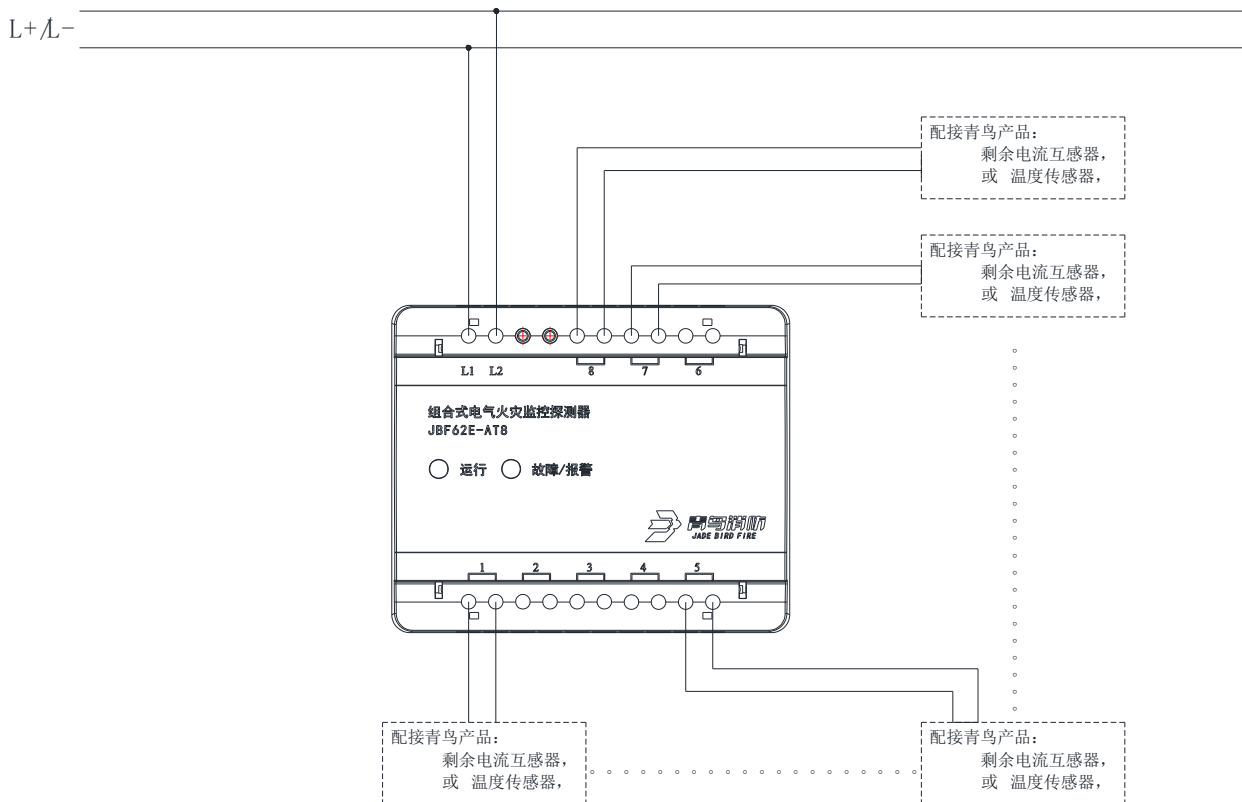 L+/L-
配接青鸟产品：
剩余电流互感器，
或 温度传感器，
配接青鸟产品：
剩余电流互感器，
或 温度传感器，
L1 L2 8 7 6
组合式电气火灾监控探测器
JBF62E-AT8
运行 故障/报警
青鸟消防
JADE BIRD FIRE
1 2 3 4 5
配接青鸟产品：
剩余电流互感器，
或 温度传感器，
配接青鸟产品：
剩余电流互感器，
或 温度传感器，